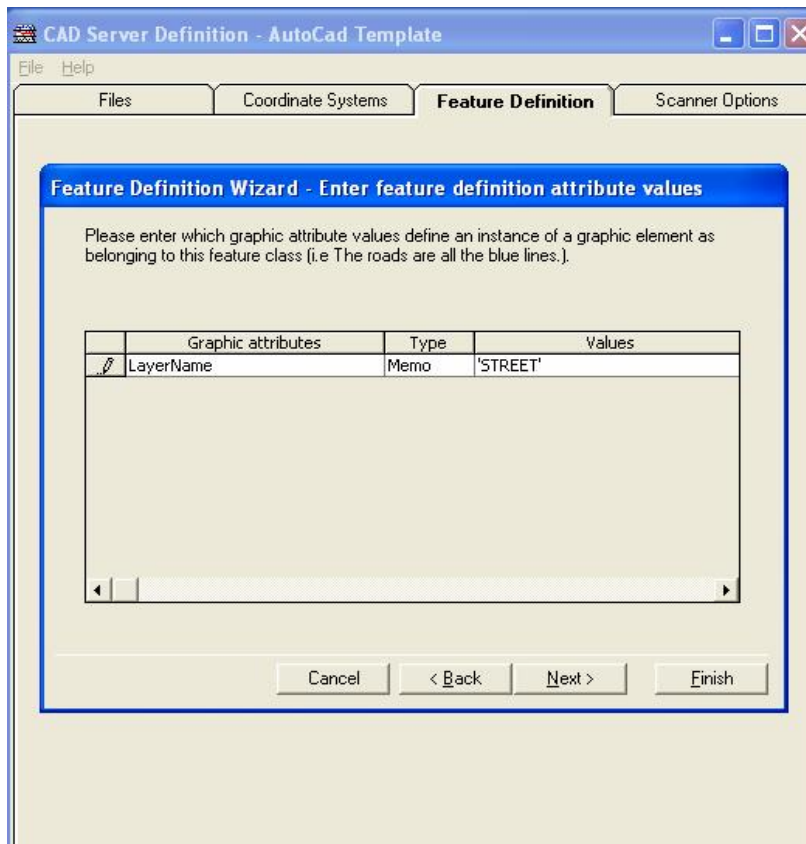 CAD Server Definition - AutoCad Template
File Help
Files Coordinate Systems Feature Definition Scanner Options
Feature Definition Wizard - Enter feature definition attribute values
Please enter which graphic attribute values define an instance of a graphic element as
belonging to this feature class (i.e The roads are all the blue lines.).
Graphic attributes Type Values
LayerName Memo 'STREET'
Cancel < Back Next > Finish